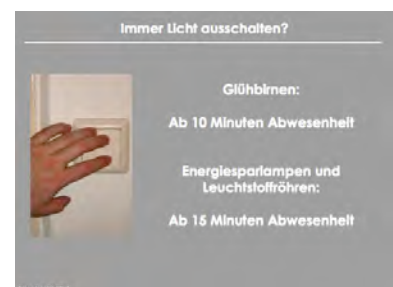 Immer Licht ausschalten?
Glühbirnen:
Ab 10 Minuten Abwesenheit
Energiesparlampen und
Leuchtstoffröhren:
Ab 15 Minuten Abwesenheit